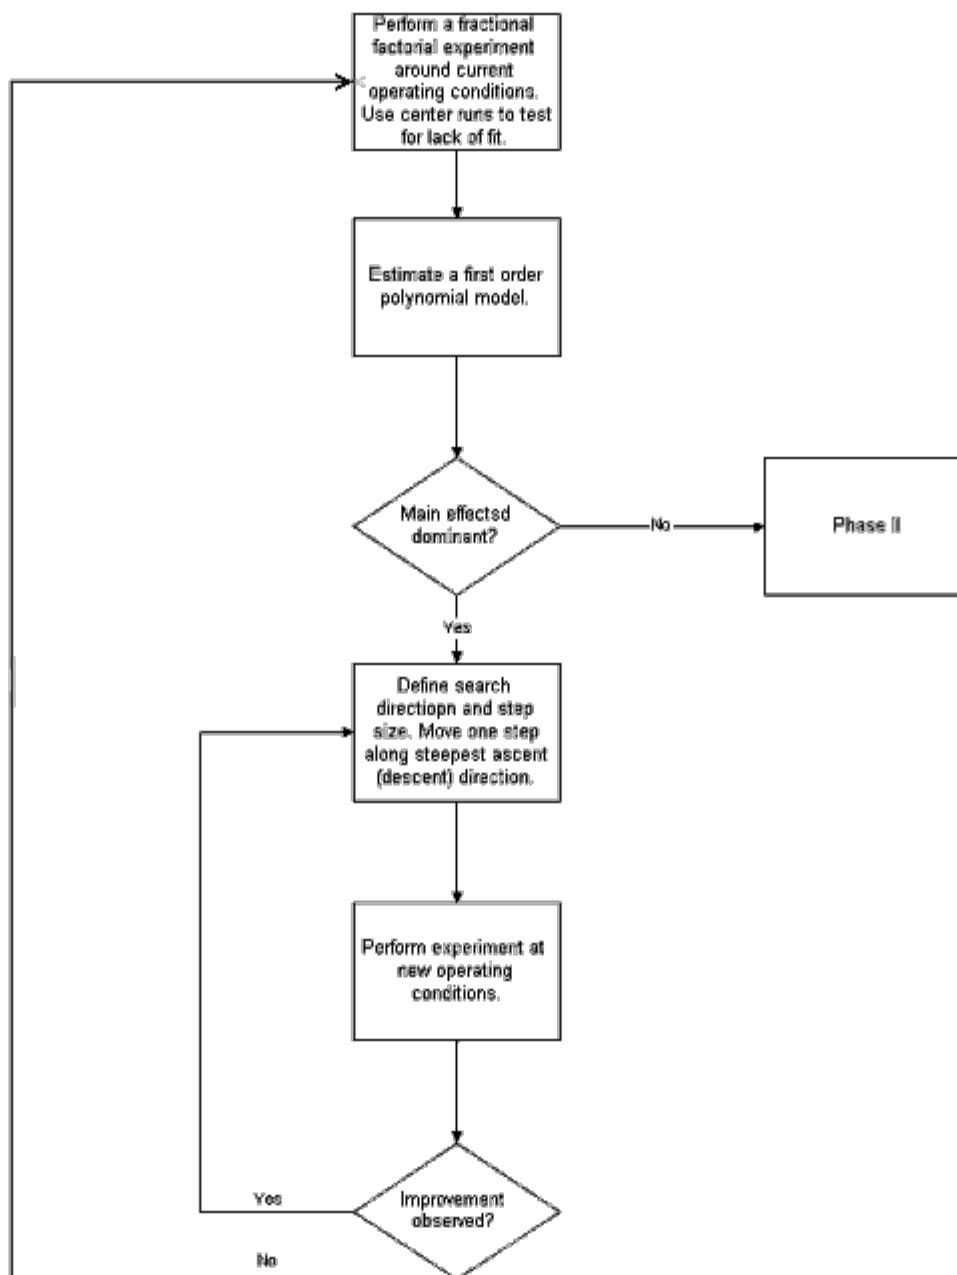 Perform a fractional
factorial experiment
around current
operating conditions.
Use center runs to test
for lack of fit.
Estimate a first order
polynomial model.
Main effectsd
dominant?
No
Phase II
Yes
Define search
directiopn and step
size. Move one step
along steepest ascent
(descent) direction.
Perform experiment at
new operating
conditions.
Improvement
observed?
Yes
No